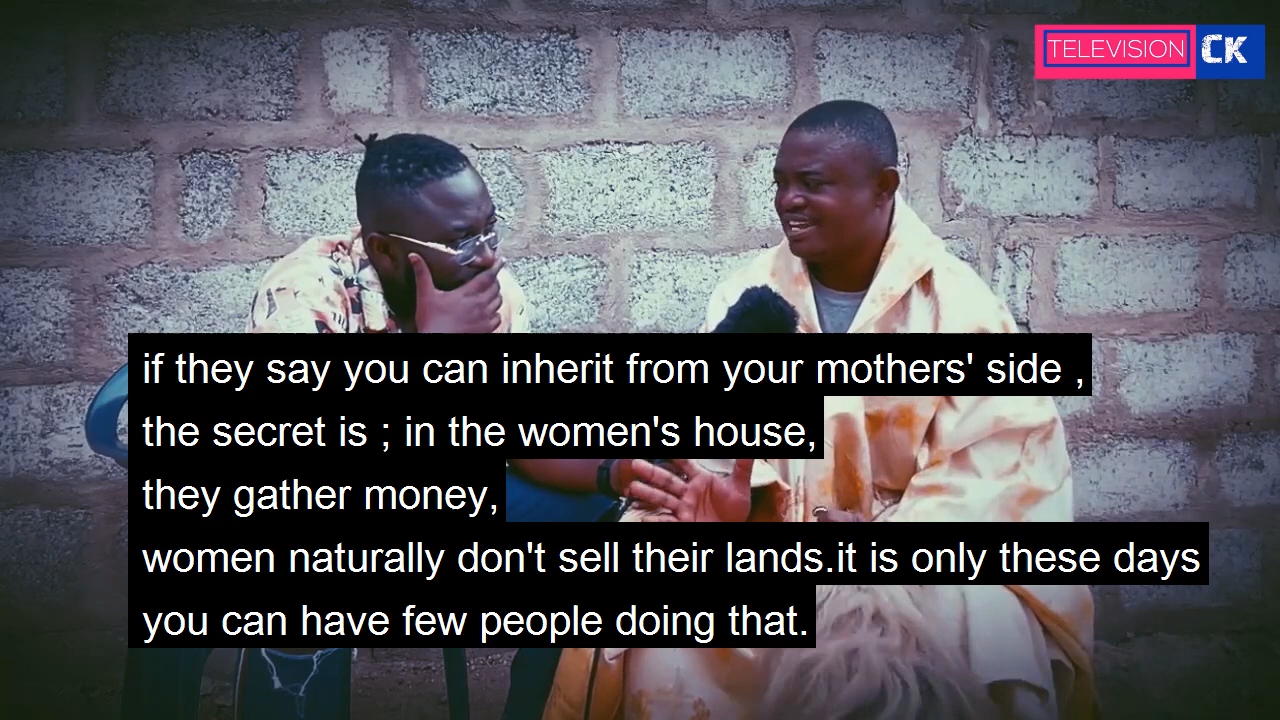 TELEVISION CK
if they say you can inherit from your mothers' side ,
the secret is ; in the women's house,
they gather money,
women naturally don't sell their lands.it is only these days
you can have few people doing that.